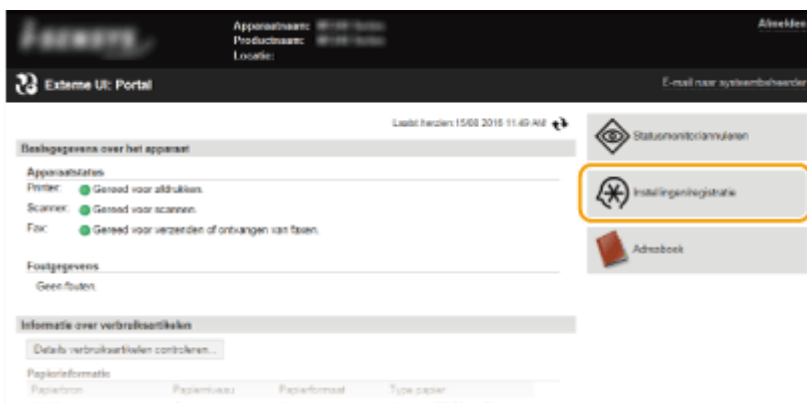 Apparaatnaam:
Productnaam:
Locatie:
Afmelden
Externe UI: Portal
E-mail naar systeembeheerder
Laatst herzien: 15/08 2016 11:49 AM
Basisgegevens over het apparaat
Apparaatstatus
Printer: Gereed voor afdrukken.
Scanner: Gereed voor scannen.
Fax: Gereed voor verzenden of ontvangen van faxen.
Foutgegevens
Geen fouten.
Informatie over verbruiksartikelen
Details verbruiksartikelen controleren...
Papierinformatie
Papierbron Papierniveau Papierformaat Type papier
Statusmonitor/annuleren
Instellingen/registratie
Adresboek